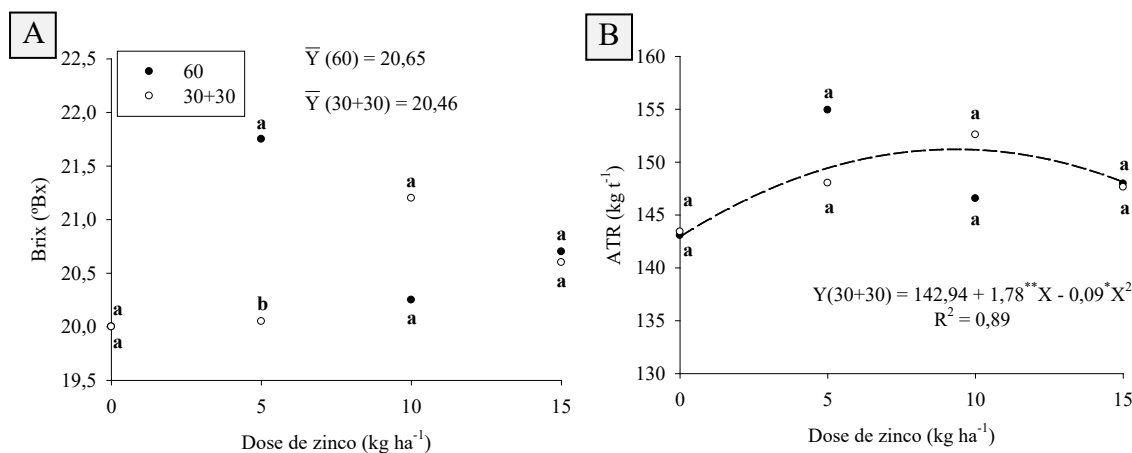 A
22,5
22,0
21,5
21,0
20,5
20,0
19,5
Brix (ºBx)
60
30+30
Y̅ (60) = 20,65
Y̅ (30+30) = 20,46
a
a
a
b
a
a
a
a
0 5 10 15
Dose de zinco (kg ha⁻¹)
B
160
155
150
145
140
135
130
ATR (kg t⁻¹)
a
a
a
a
a
a
a
a
Y(30+30) = 142,94 + 1,78**X - 0,09*X²
R² = 0,89
0 5 10 15
Dose de zinco (kg ha⁻¹)